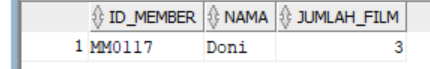 ID_MEMBER NAMA JUMLAH_FILM
1 MM0117 Doni 3